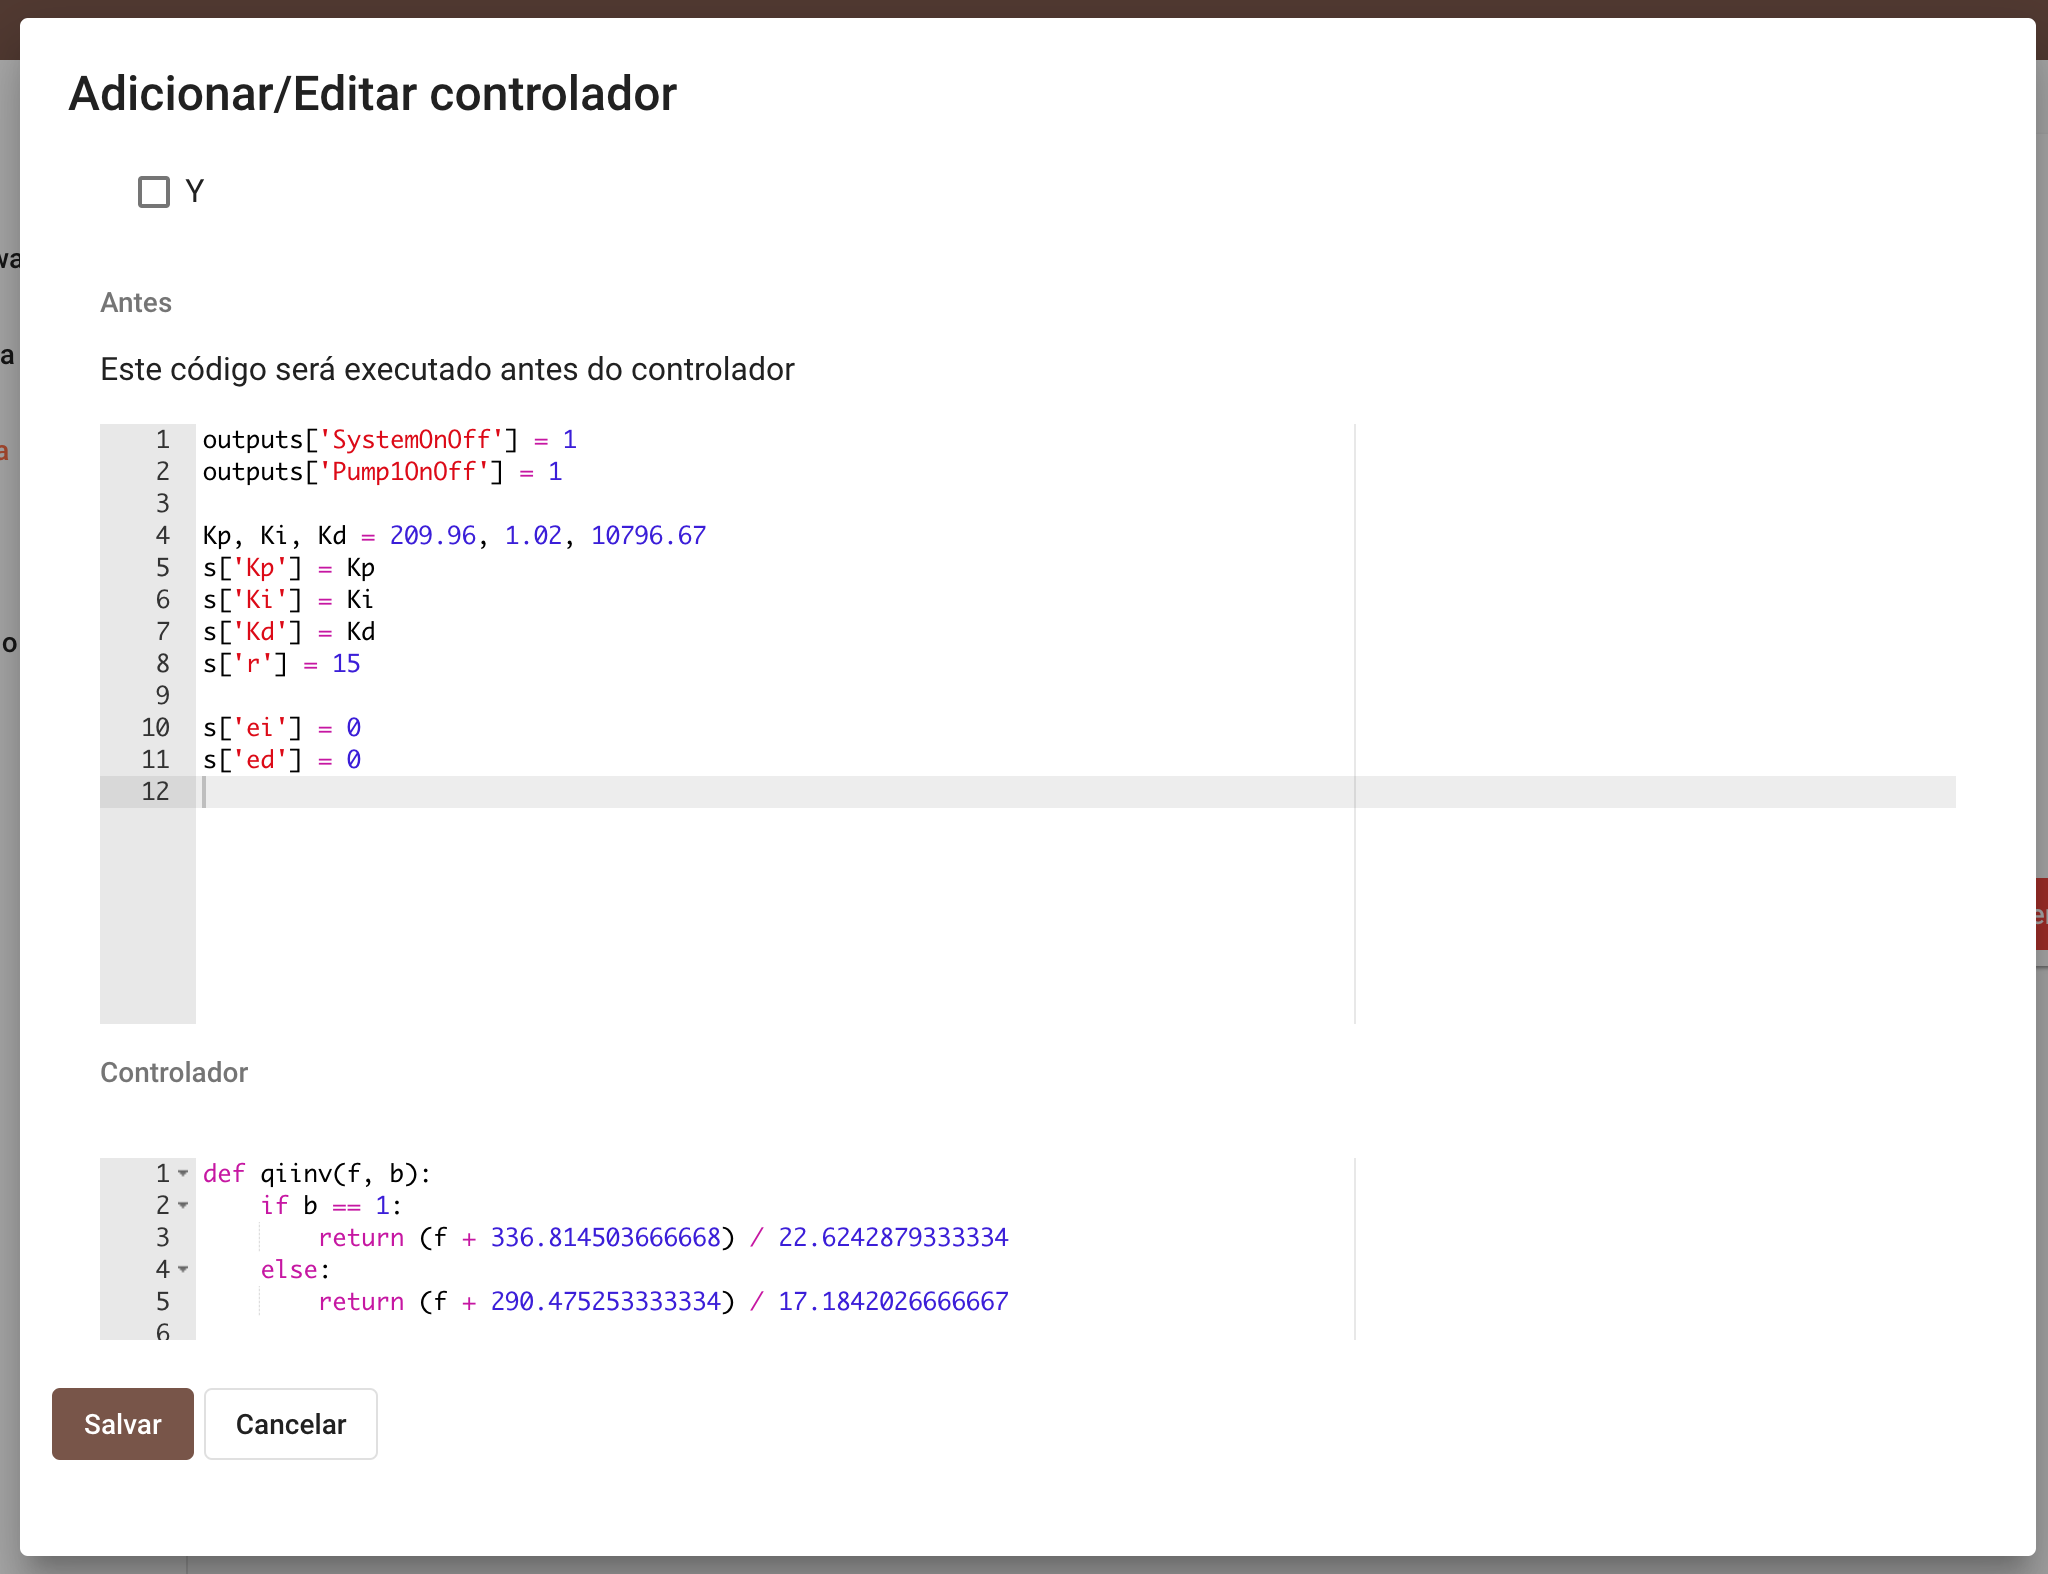 Adicionar/Editar controlador
Y
Antes
Este código será executado antes do controlador
1 outputs['SystemOnOff'] = 1
2 outputs['Pump1OnOff'] = 1
3
4 Kp, Ki, Kd = 209.96, 1.02, 10796.67
5 s['Kp'] = Kp
6 s['Ki'] = Ki
7 s['Kd'] = Kd
8 s['r'] = 15
9
10 s['ei'] = 0
11 s['ed'] = 0
12
Controlador
1 def qiinv(f, b):
2     if b == 1:
3         return (f + 336.814503666668) / 22.6242879333334
4     else:
5         return (f + 290.475253333334) / 17.1842026666667
6
Salvar Cancelar